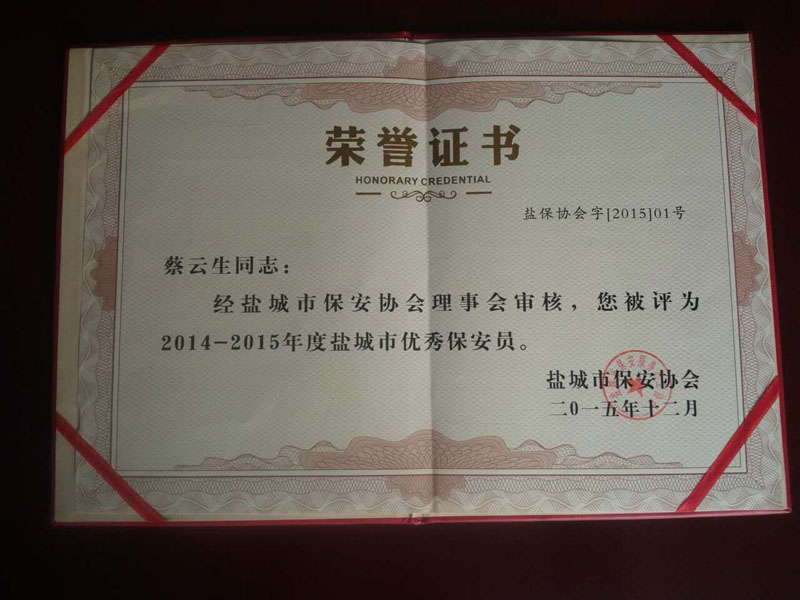 荣誉证书
HONORARY CREDENTIAL
盐保协会字[2015]01号
蔡云生同志：
经盐城市保安协会理事会审核，您被评为
2014-2015年度盐城市优秀保安员。
盐城市保安协会
二0一五年十二月